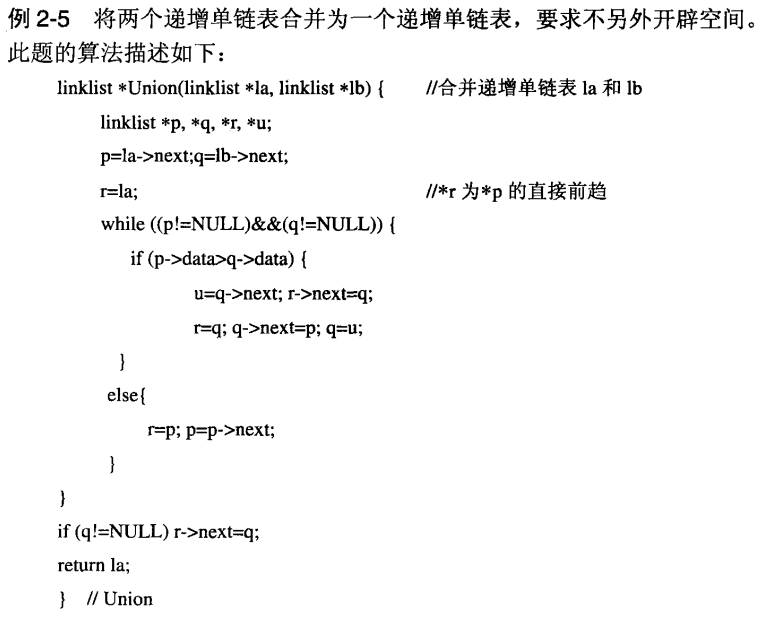 例 2-5 将两个递增单链表合并为一个递增单链表，要求不另外开辟空间。
此题的算法描述如下：
linklist *Union(linklist *la, linklist *lb) { //合并递增单链表 la 和 lb
linklist *p, *q, *r, *u;
p=la->next;q=lb->next;
r=la; //*r 为*p 的直接前趋
while ((p!=NULL)&&(q!=NULL)) {
if (p->data>q->data) {
u=q->next; r->next=q;
r=q; q->next=p; q=u;
}
else{
r=p; p=p->next;
}
}
if (q!=NULL) r->next=q;
return la;
} // Union